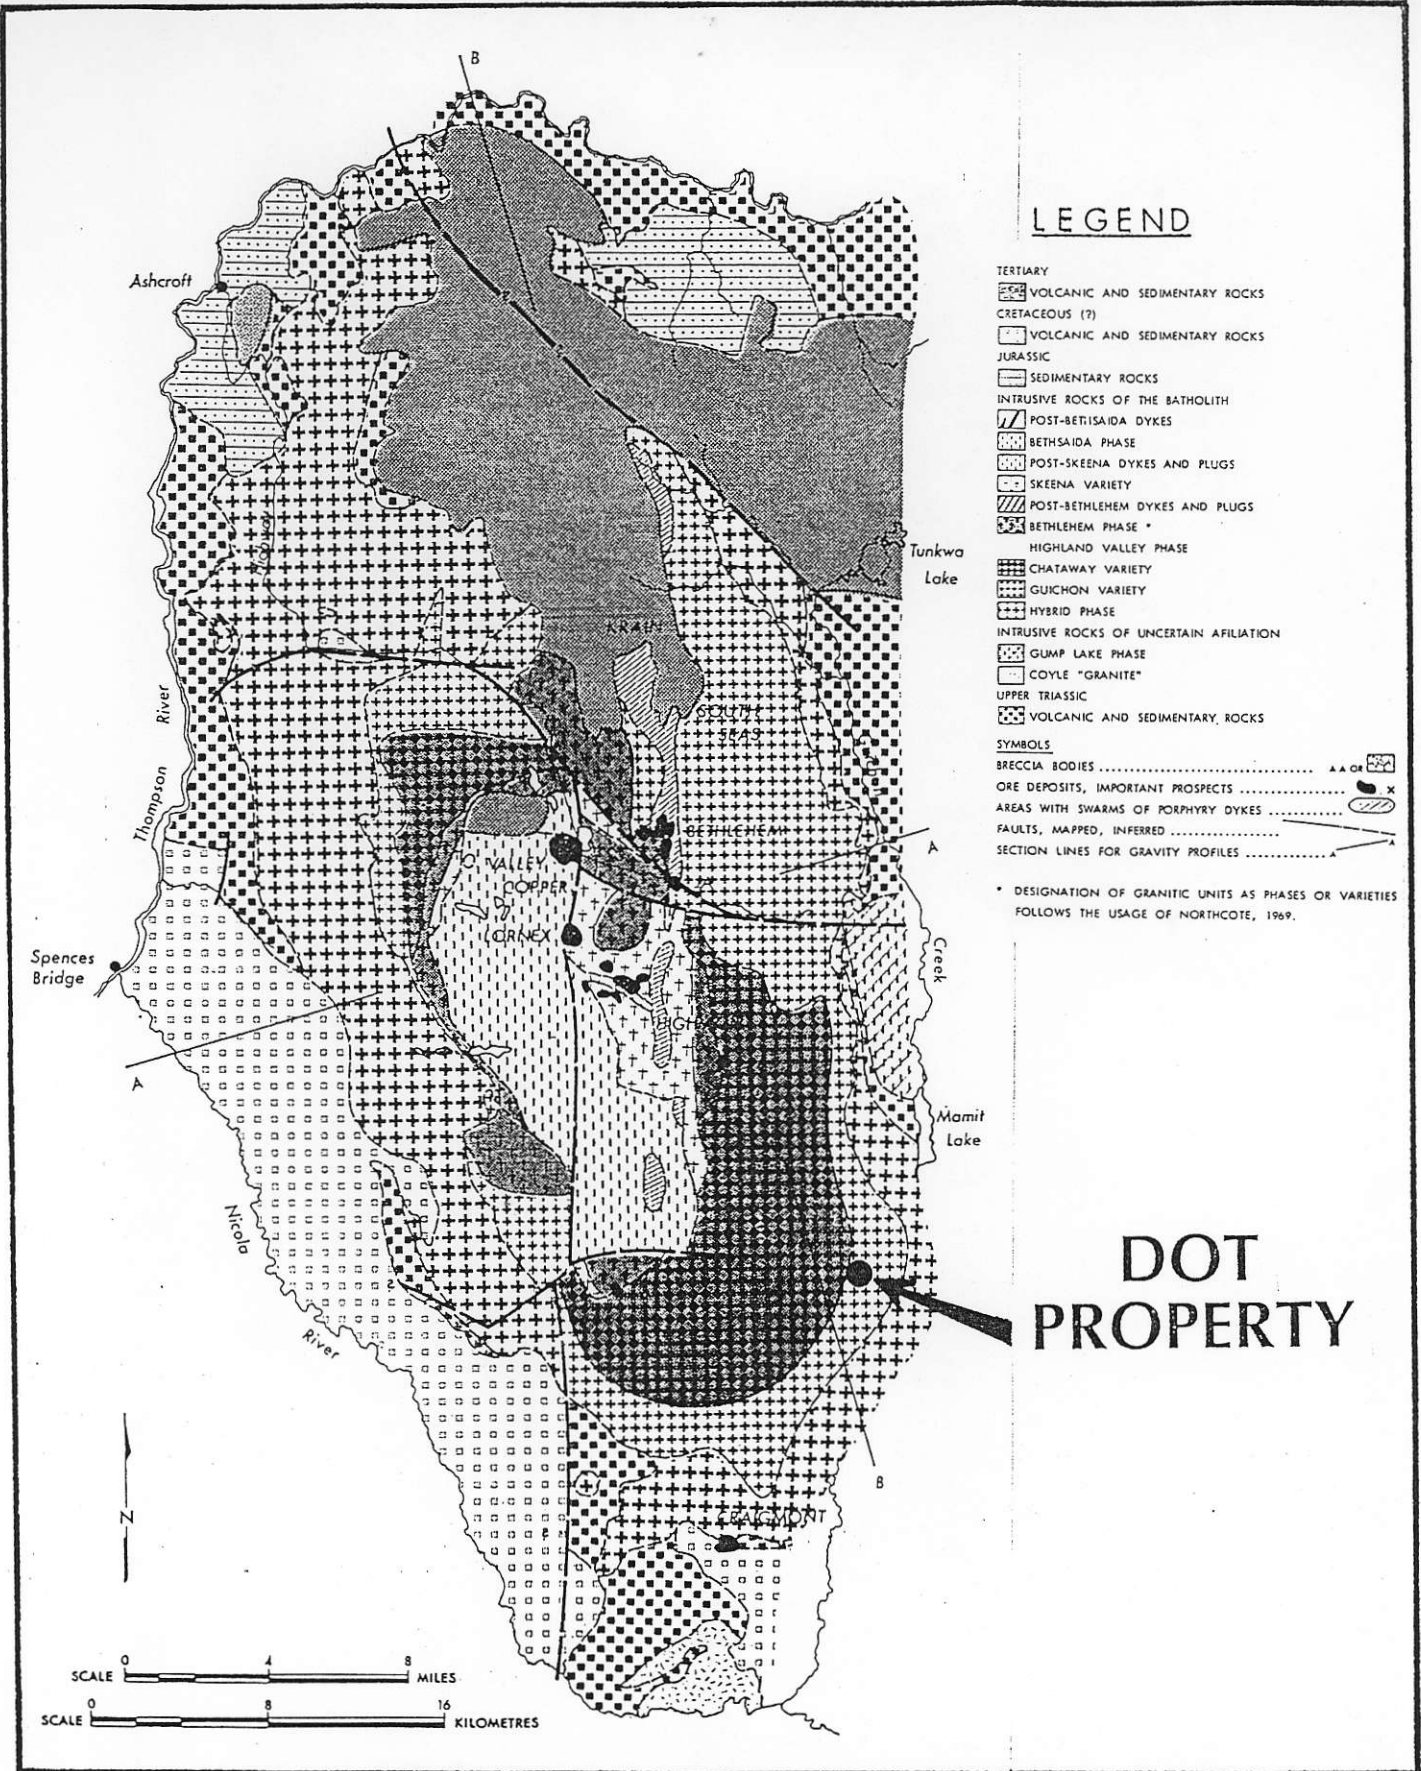 B
LEGEND
TERTIARY
VOLCANIC AND SEDIMENTARY ROCKS
CRETACEOUS (?)
VOLCANIC AND SEDIMENTARY ROCKS
JURASSIC
SEDIMENTARY ROCKS
INTRUSIVE ROCKS OF THE BATHOLITH
POST-BETHSAIDA DYKES
BETHSAIDA PHASE
POST-SKEENA DYKES AND PLUGS
SKEENA VARIETY
POST-BETHLEHEM DYKES AND PLUGS
BETHLEHEM PHASE *
HIGHLAND VALLEY PHASE
CHATAWAY VARIETY
GUICHON VARIETY
HYBRID PHASE
INTRUSIVE ROCKS OF UNCERTAIN AFILIATION
GUMP LAKE PHASE
COYLE "GRANITE"
UPPER TRIASSIC
VOLCANIC AND SEDIMENTARY ROCKS
SYMBOLS
BRECCIA BODIES .......... ▲▲ OR
ORE DEPOSITS, IMPORTANT PROSPECTS .......... . x
AREAS WITH SWARMS OF PORPHYRY DYKES ..........
FAULTS, MAPPED, INFERRED ..........
SECTION LINES FOR GRAVITY PROFILES .......... A A
* DESIGNATION OF GRANITIC UNITS AS PHASES OR VARIETIES
FOLLOWS THE USAGE OF NORTHCOTE, 1969.
Ashcroft
Tunkwa
Lake
KRAIN
SOUTH
SEAS
Thompson River
BETHLEHEM
A
VALLEY
COPPER
LORNEX
Spences
Bridge
Creek
A
Mamit
Lake
Nicola
River
DOT
PROPERTY
B
CRAIGMONT
N
0 4 8
SCALE MILES
0 8 16
SCALE KILOMETRES